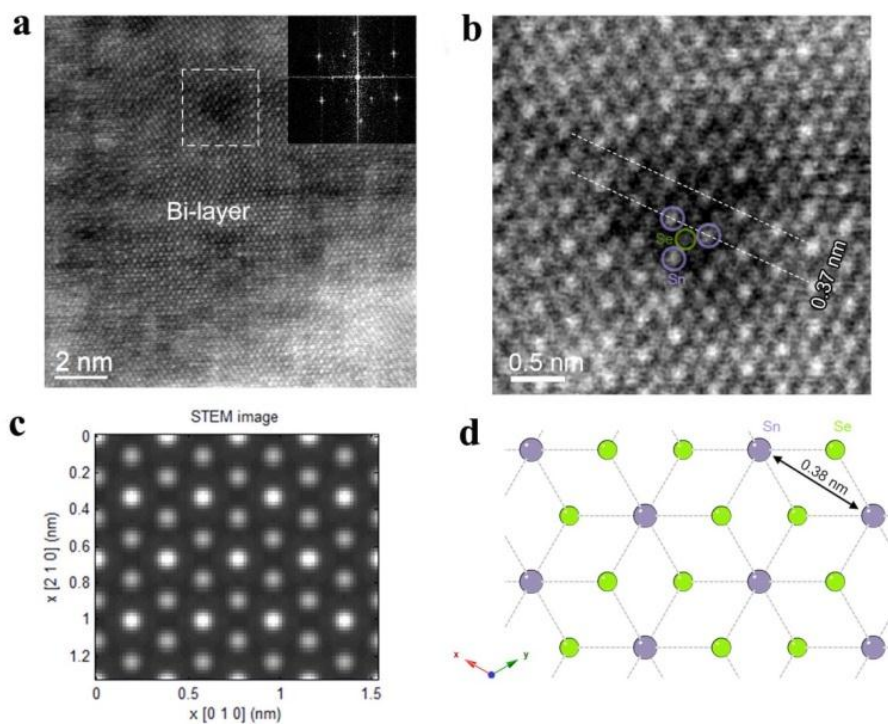 a
Bi-layer
2 nm
b
Se
Sn
0.37 nm
0.5 nm
c
STEM image
0
0.2
0.4
0.6
0.8
1
1.2
x [2 1 0] (nm)
0 0.5 1 1.5
x [0 1 0] (nm)
d
Sn Se
0.38 nm
x y